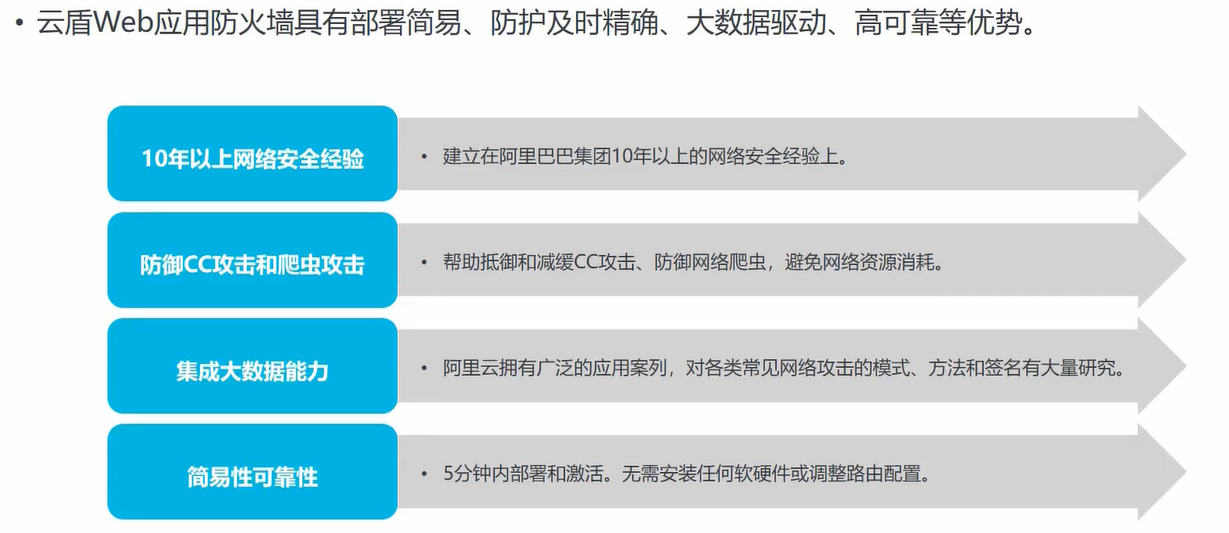 • 云盾Web应用防火墙具有部署简易、防护及时精确、大数据驱动、高可靠等优势。
10年以上网络安全经验
• 建立在阿里巴巴集团10年以上的网络安全经验上。
防御CC攻击和爬虫攻击
• 帮助抵御和减缓CC攻击、防御网络爬虫，避免网络资源消耗。
集成大数据能力
• 阿里云拥有广泛的应用案列，对各类常见网络攻击的模式、方法和签名有大量研究。
简易性可靠性
• 5分钟内部署和激活。无需安装任何软硬件或调整路由配置。